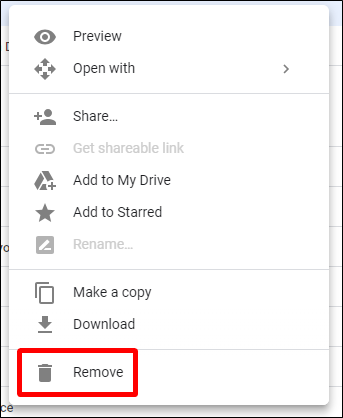 Preview
Open with
Share…
Get shareable link
Add to My Drive
Add to Starred
Rename…
Make a copy
Download
Remove